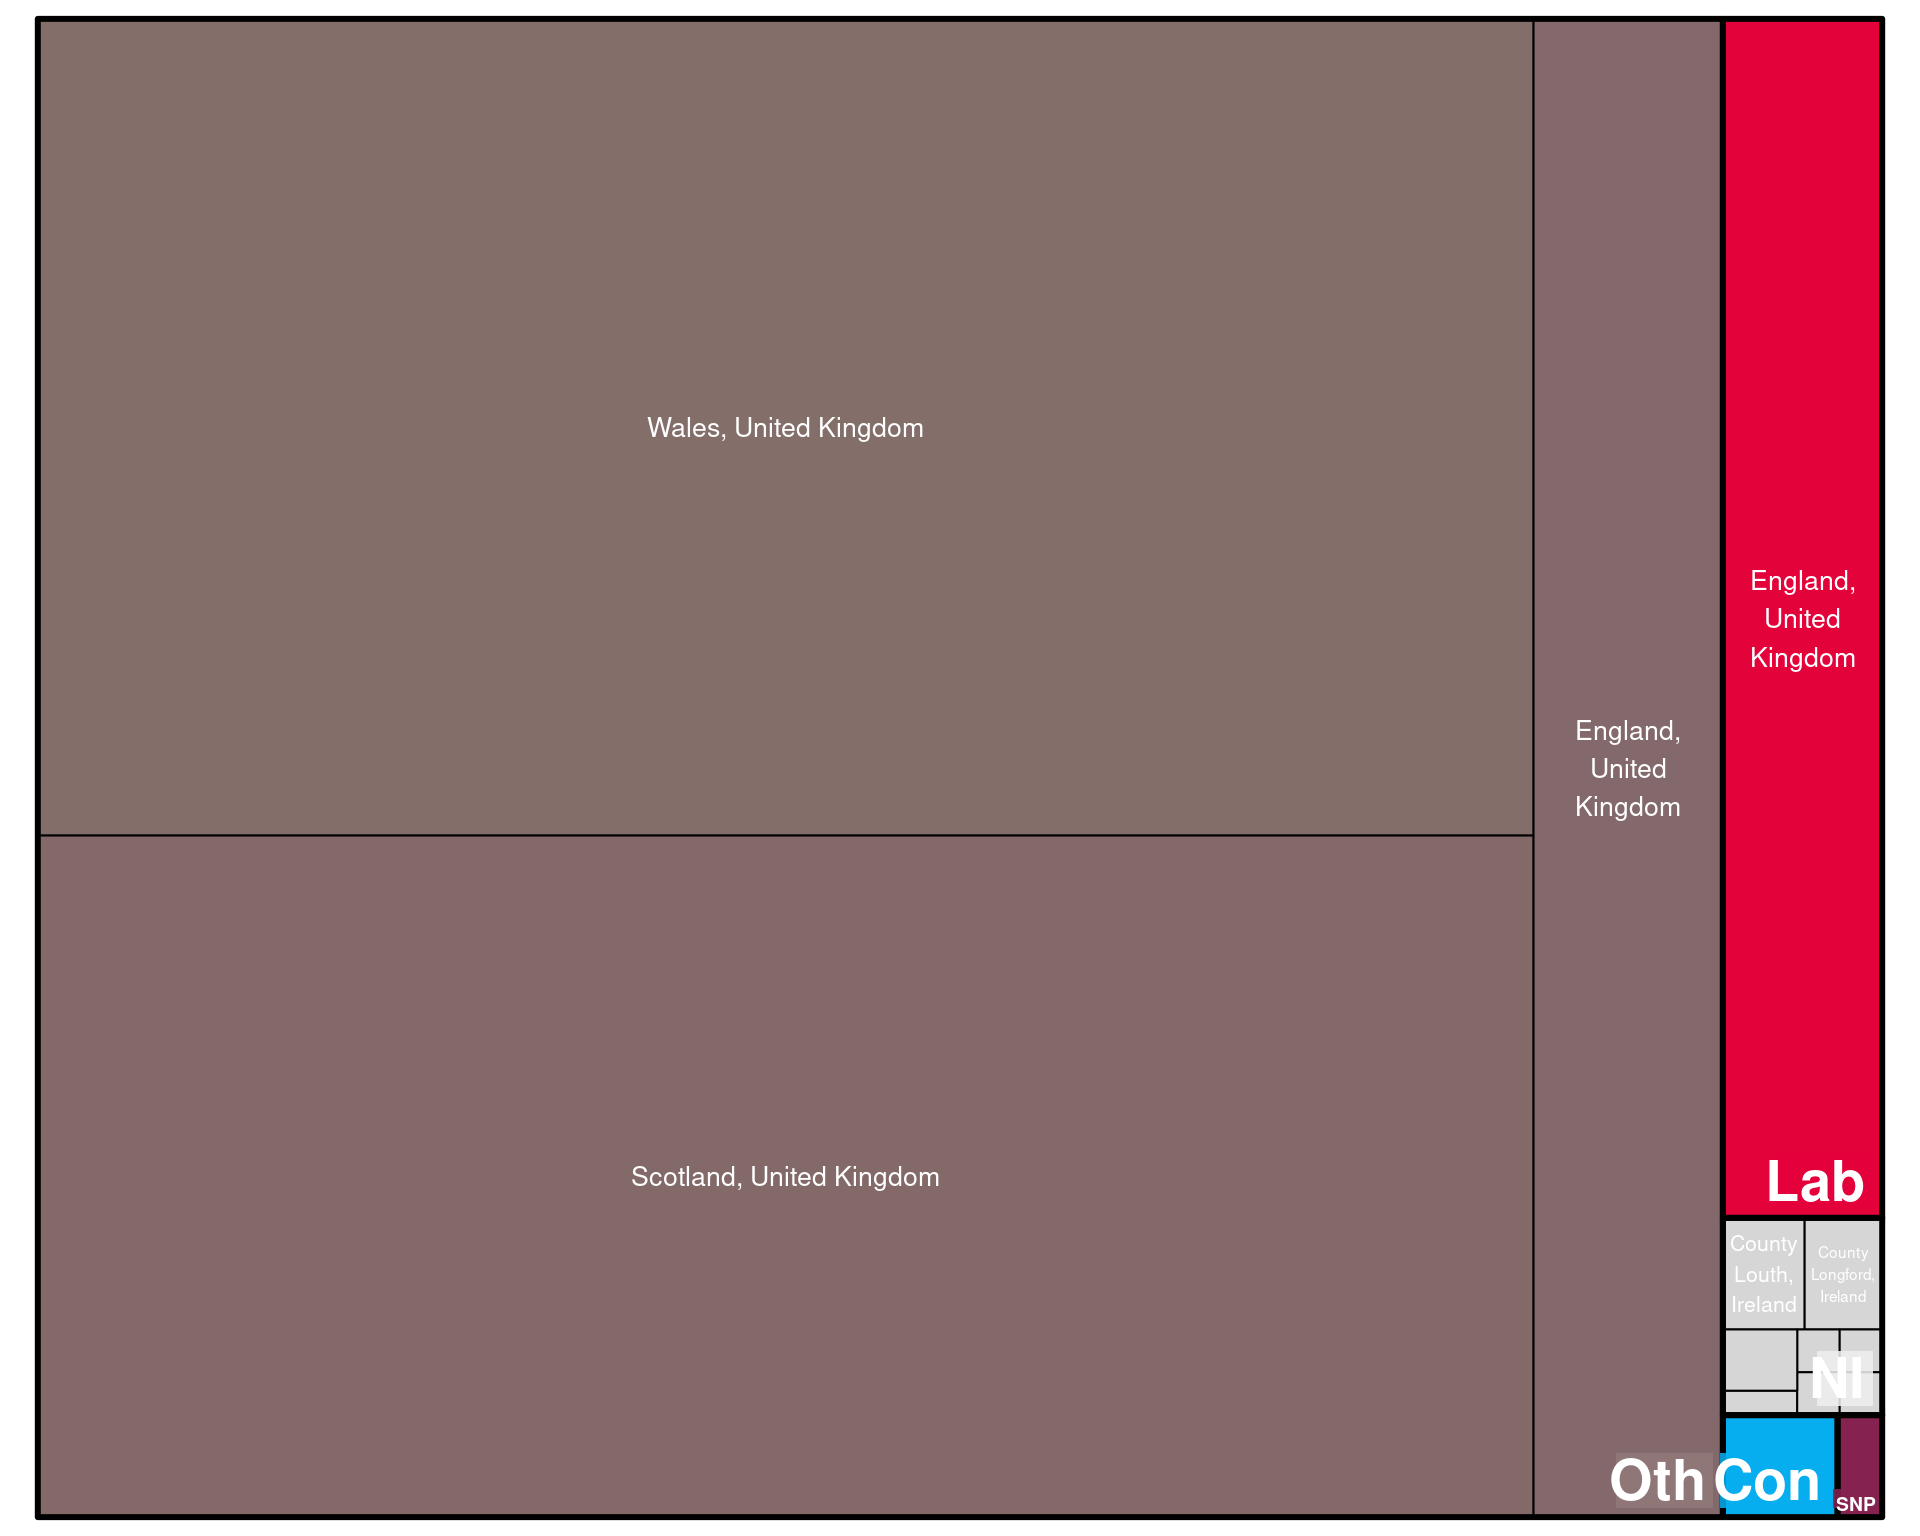 Wales, United Kingdom
England,
United
Kingdom
England,
United
Kingdom
Scotland, United Kingdom
Lab
County
Louth,
Ireland
County
Longford,
Ireland
NI
Oth
Con
SNP